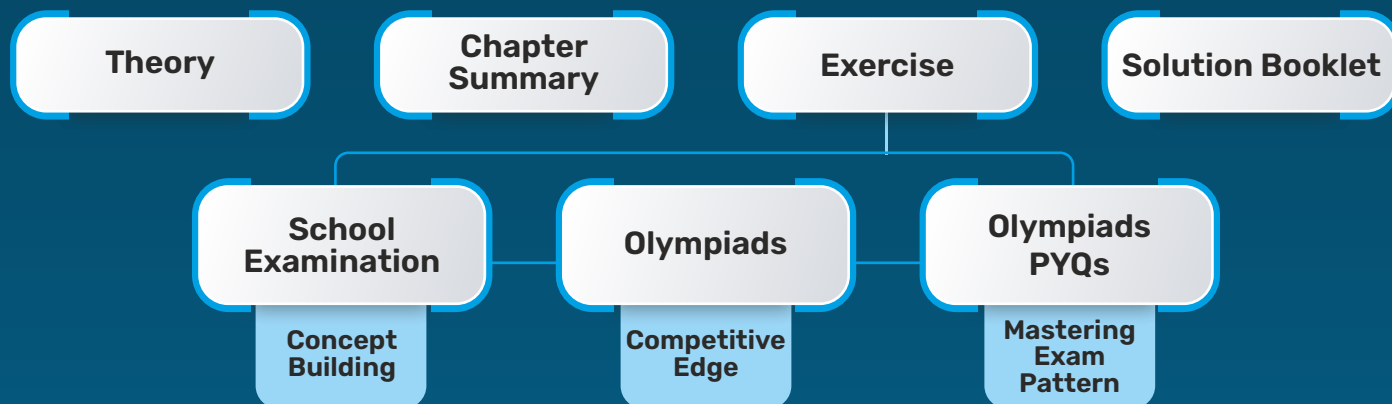 Theory
Chapter
Summary
Exercise
Solution Booklet
School
Examination
Olympiads
Olympiads
PYQs
Concept
Building
Competitive
Edge
Mastering
Exam
Pattern